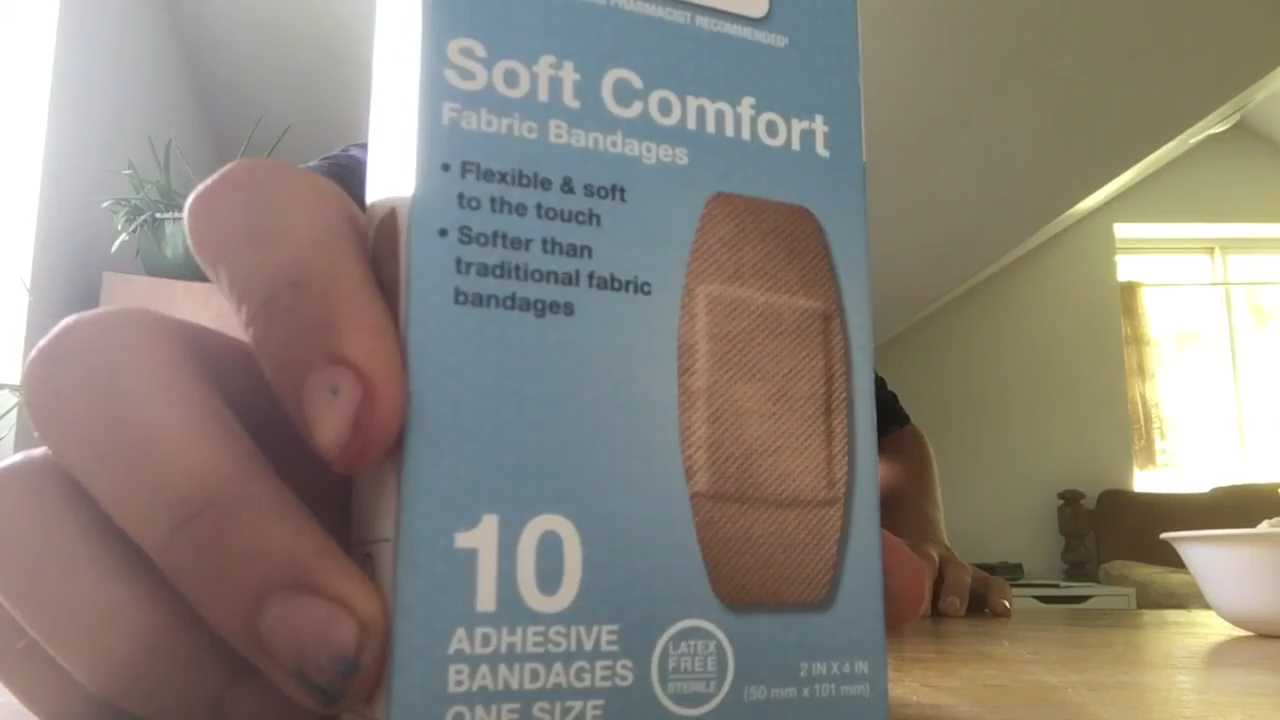 PHARMACIST RECOMMENDED†
Soft Comfort
Fabric Bandages
• Flexible & soft
to the touch
• Softer than
traditional fabric
bandages
10
ADHESIVE
BANDAGES
ONE SIZE
LATEX
FREE
STERILE
2 IN X 4 IN
(50 mm x 101 mm)